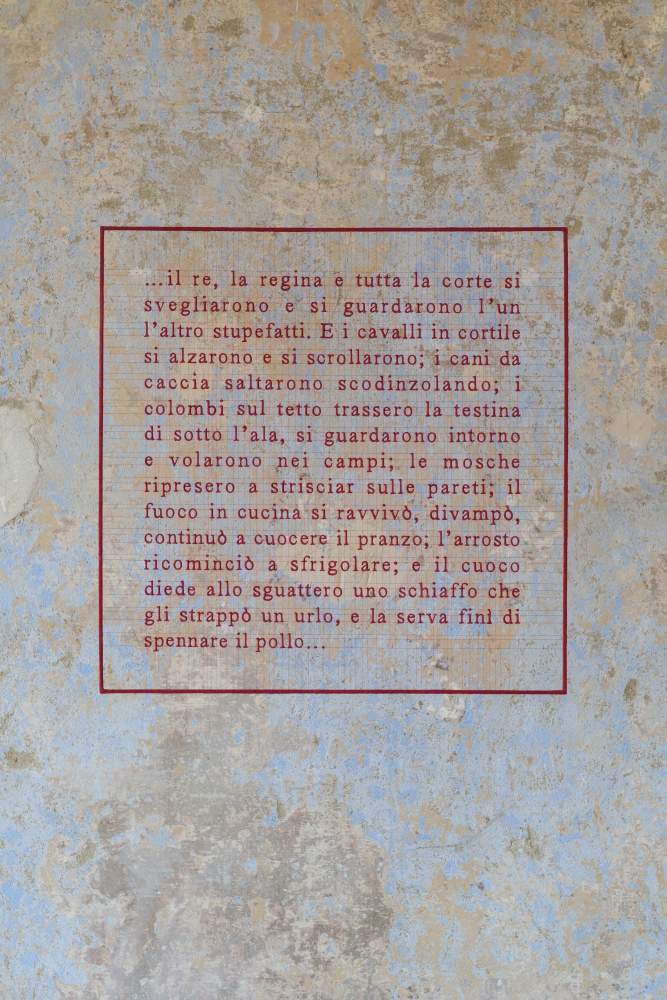 ...il re, la regina e tutta la corte si
svegliarono e si guardarono l'un
l'altro stupefatti. E i cavalli in cortile
si alzarono e si scrollarono; i cani da
caccia saltarono scodinzolando; i
colombi sul tetto trassero la testina
di sotto l'ala, si guardarono intorno
e volarono nei campi; le mosche
ripresero a strisciar sulle pareti; il
fuoco in cucina si ravvivò, divampò,
continuò a cuocere il pranzo; l'arrosto
ricominciò a sfrigolare; e il cuoco
diede allo sguattero uno schiaffo che
gli strappò un urlo, e la serva finì di
spennare il pollo...